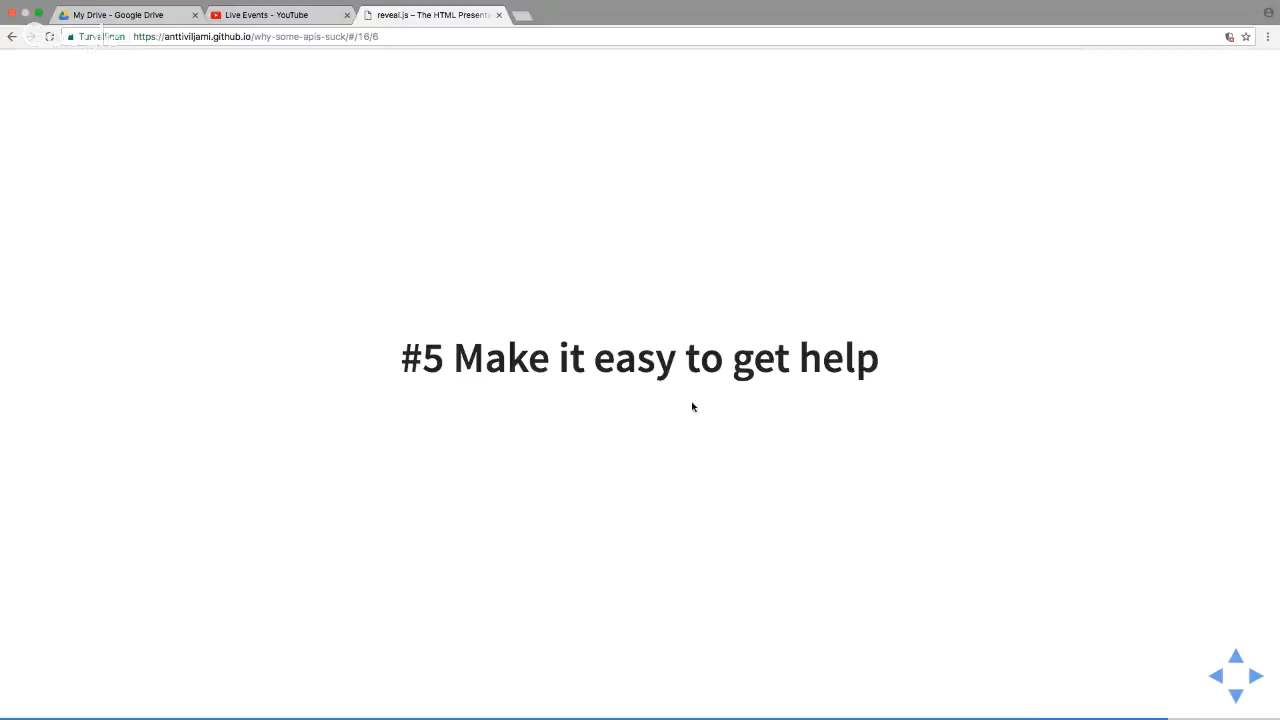 My Drive - Google Drive
Live Events - YouTube
reveal.js – The HTML Presenta
https://anttiviljami.github.io/why-some-apis-suck/#/16/6
#5 Make it easy to get help